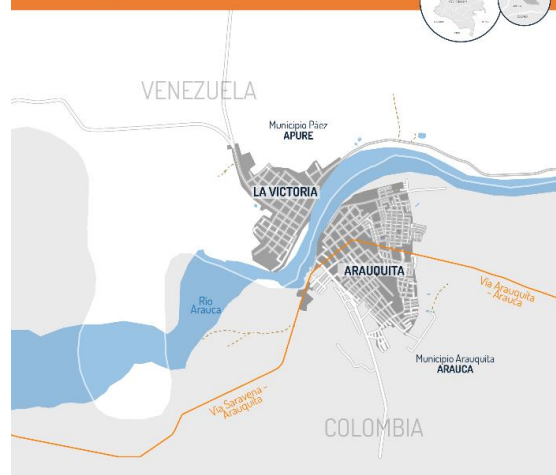 VENEZUELA
Municipio Páez
APURE
LA VICTORIA
ARAUQUITA
Río
Arauca
Vía Arauquita
- Arauca
Municipio Arauquita
ARAUCA
Vía Saravena -
Arauquita
COLOMBIA